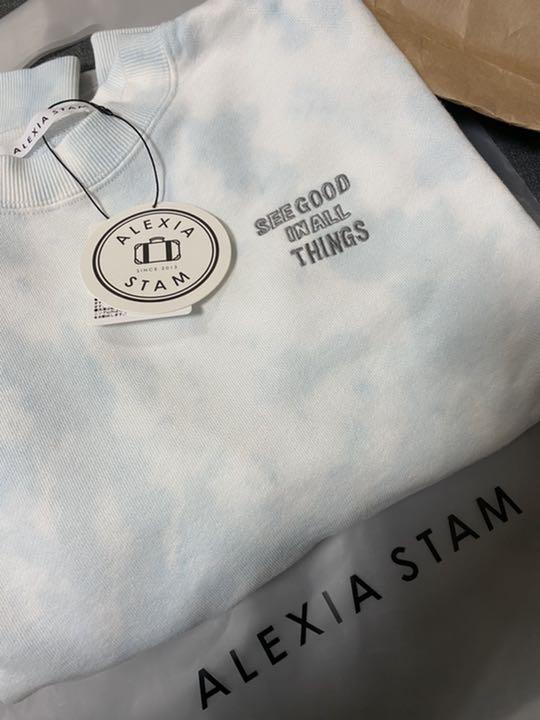 ALEXIA STAM
SEE GOOD
IN ALL
THINGS
ALEXIA
SINCE 2013
STAM
ALEXIA STAM